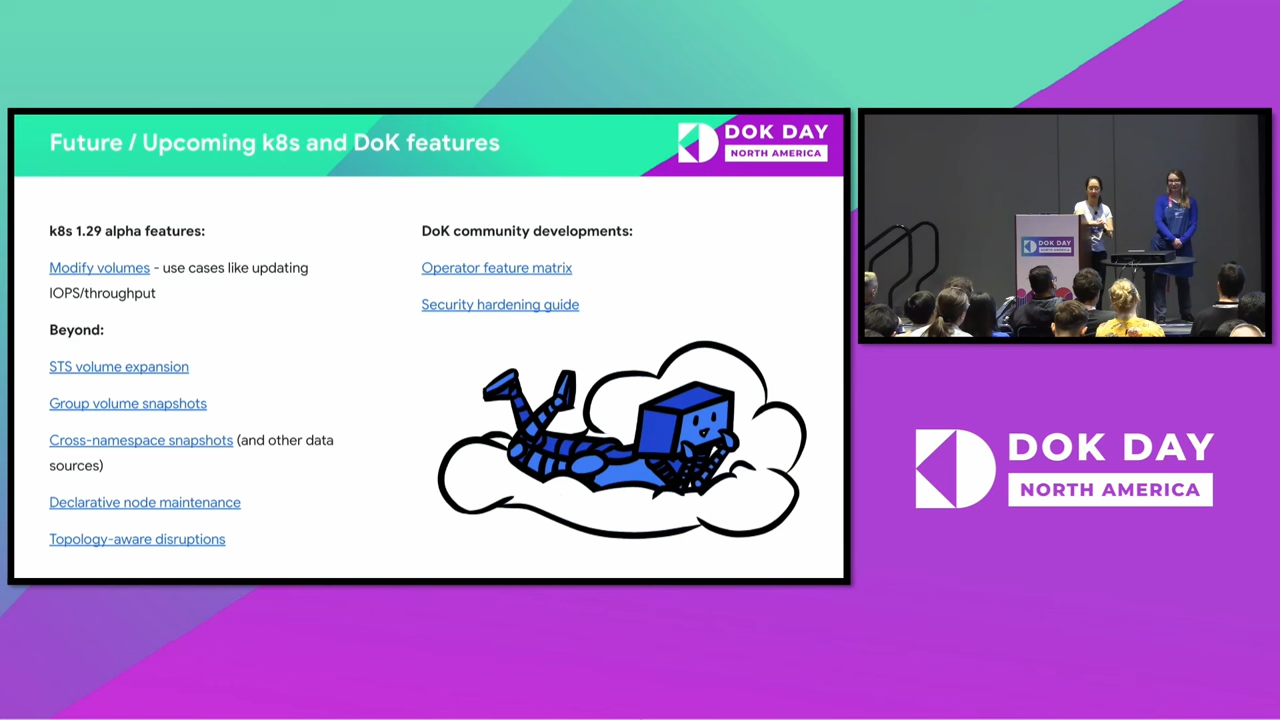 Future / Upcoming k8s and DoK features
DOK DAY
NORTH AMERICA
k8s 1.29 alpha features:
Modify volumes - use cases like updating
IOPS/throughput
Beyond:
STS volume expansion
Group volume snapshots
Cross-namespace snapshots (and other data
sources)
Declarative node maintenance
Topology-aware disruptions
DoK community developments:
Operator feature matrix
Security hardening guide
DOK DAY
DOK DAY
NORTH AMERICA